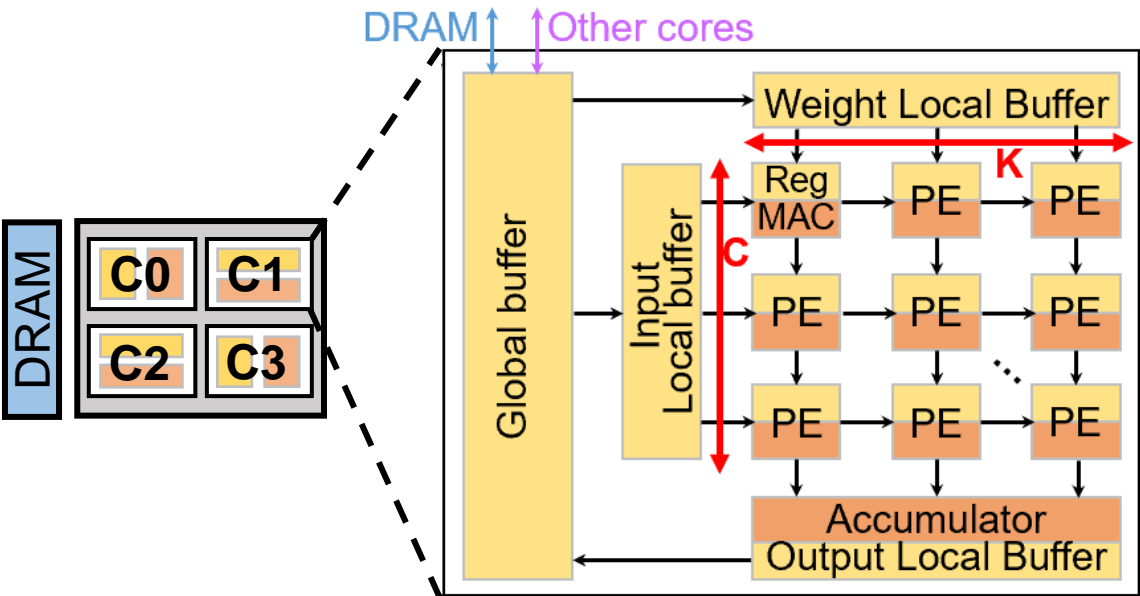 DRAM
Other cores
Weight Local Buffer
K
Reg
MAC
PE
PE
C
Global buffer
Input
Local buffer
PE
PE
PE
PE
PE
PE
Accumulator
Output Local Buffer
DRAM
C0
C1
C2
C3